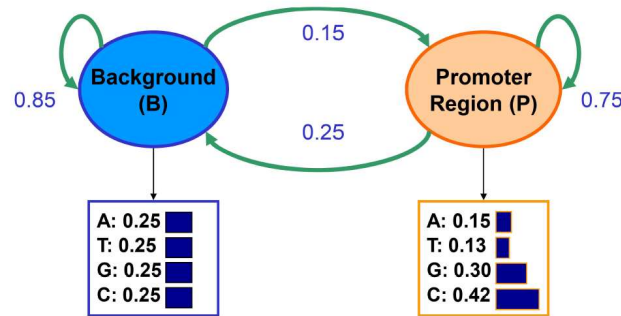 0.15
Background
(B)
Promoter
Region (P)
0.85
0.75
0.25
A: 0.25
T: 0.25
G: 0.25
C: 0.25
A: 0.15
T: 0.13
G: 0.30
C: 0.42